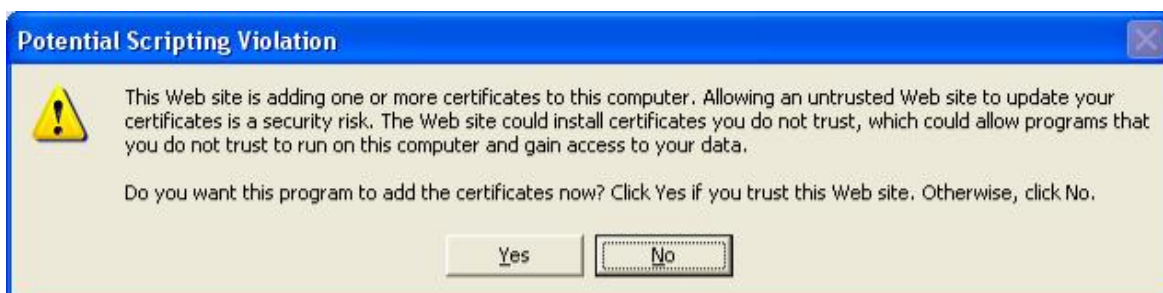 Potential Scripting Violation
This Web site is adding one or more certificates to this computer. Allowing an untrusted Web site to update your
certificates is a security risk. The Web site could install certificates you do not trust, which could allow programs that
you do not trust to run on this computer and gain access to your data.
Do you want this program to add the certificates now? Click Yes if you trust this Web site. Otherwise, click No.
Yes No